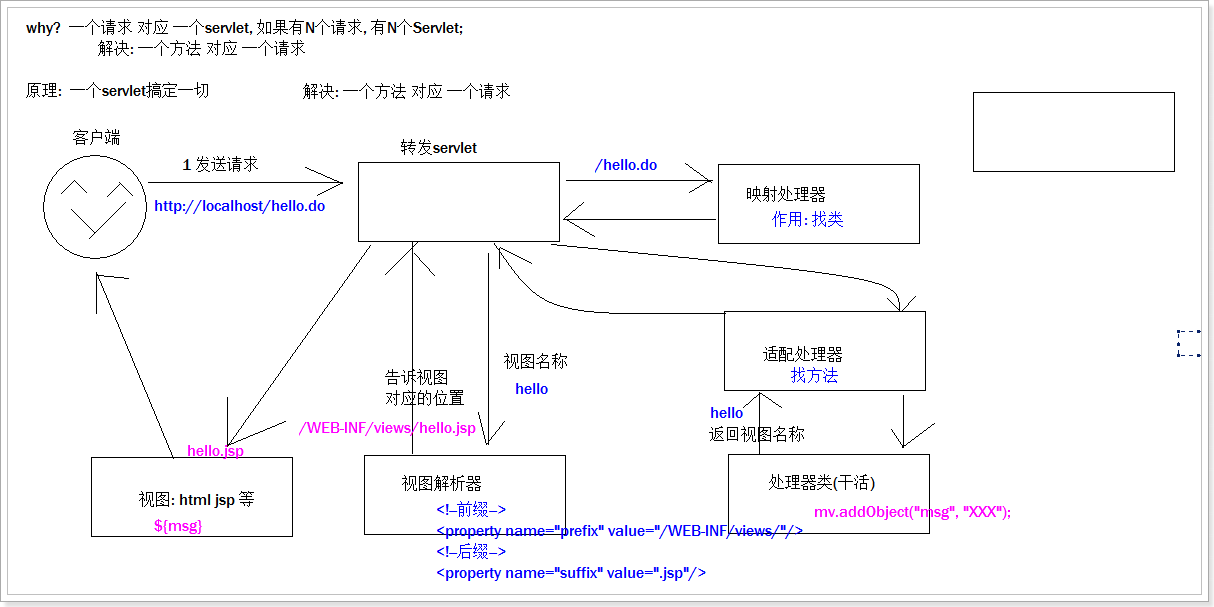 why? 一个请求 对应 一个servlet, 如果有N个请求, 有N个Servlet;
解决: 一个方法 对应 一个请求
原理: 一个servlet搞定一切
解决: 一个方法 对应 一个请求
客户端
1 发送请求
http://localhost/hello.do
转发servlet
/hello.do
映射处理器
作用: 找类
适配处理器
找方法
视图名称
hello
告诉视图
对应的位置
/WEB-INF/views/hello.jsp
hello
返回视图名称
hello.jsp
视图: html jsp 等
${msg}
视图解析器
<!–前缀–>
<property name="prefix" value="/WEB-INF/views/"/>
<!–后缀–>
<property name="suffix" value=".jsp"/>
处理器类(干活)
mv.addObject("msg", "XXX");